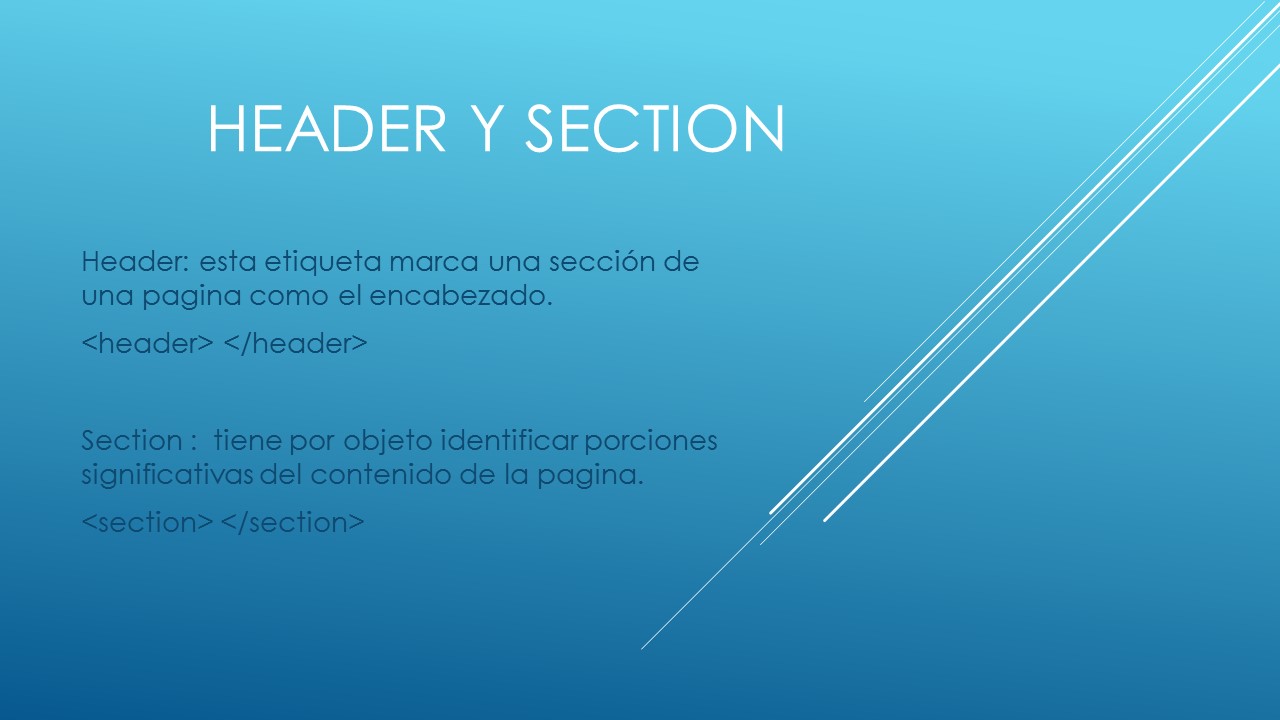 HEADER Y SECTION
Header: esta etiqueta marca una sección de
una pagina como el encabezado.
<header> </header>
Section :  tiene por objeto identificar porciones
significativas del contenido de la pagina.
<section> </section>